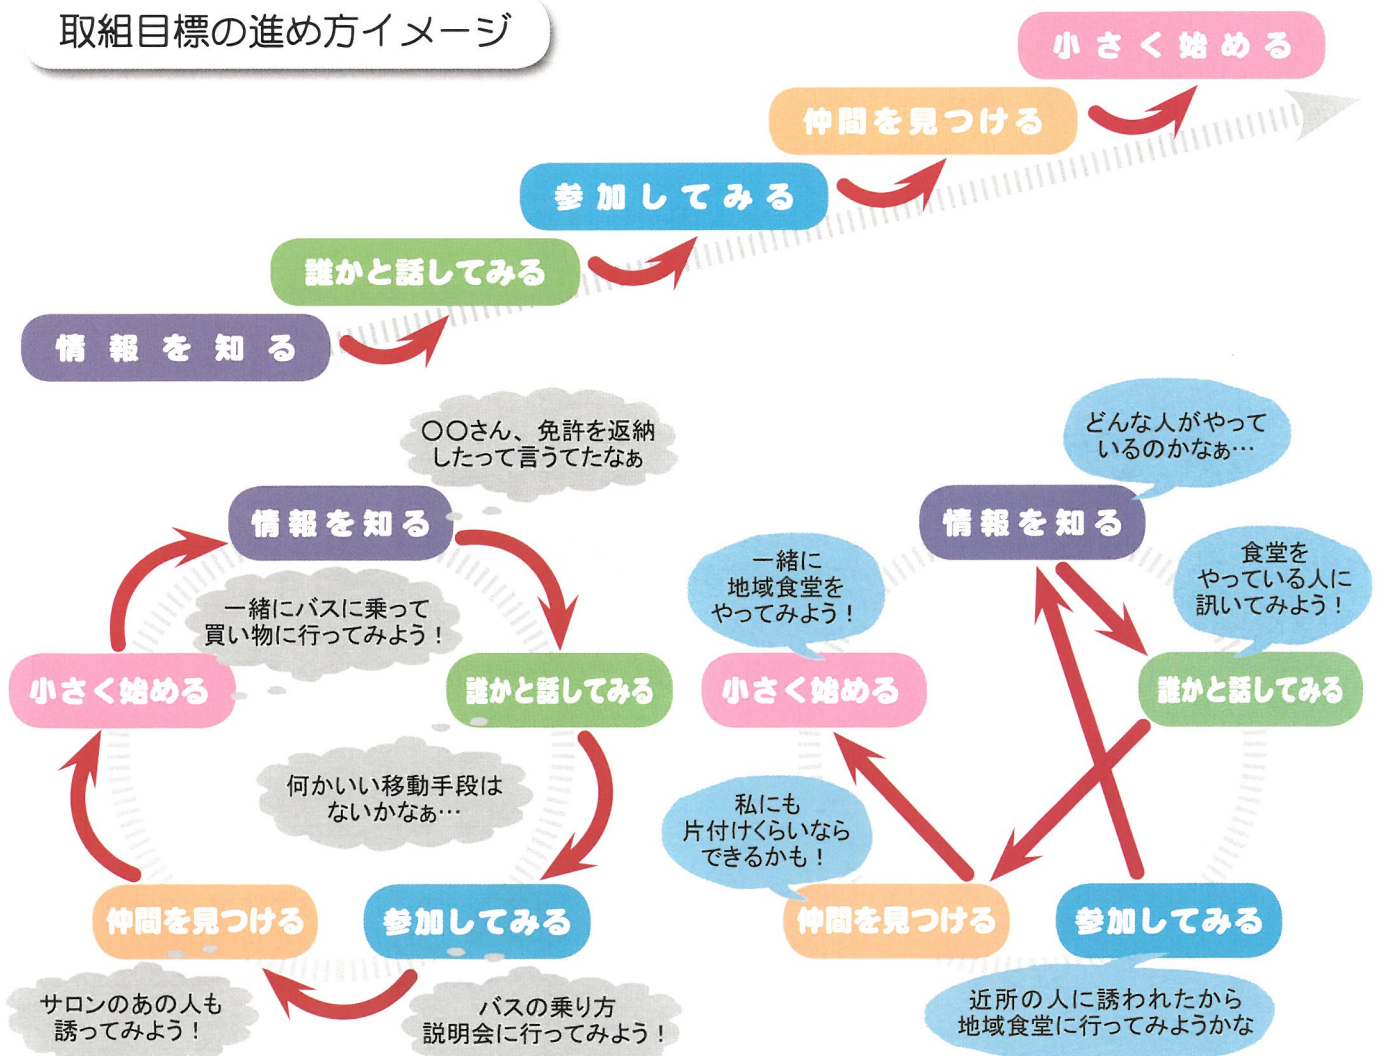 取組目標の進め方イメージ
小さく始める
仲間を見つける
参加してみる
誰かと話してみる
情報を知る
〇〇さん、免許を返納
したって言うてたなぁ
情報を知る
一緒にバスに乗って
買い物に行ってみよう！
小さく始める
誰かと話してみる
何かいい移動手段は
ないかなぁ…
仲間を見つける
参加してみる
サロンのあの人も
誘ってみよう！
バスの乗り方
説明会に行ってみよう！
どんな人がやって
いるのかなぁ…
情報を知る
一緒に
地域食堂を
やってみよう！
食堂を
やっている人に
訊いてみよう！
小さく始める
誰かと話してみる
私にも
片付けくらいなら
できるかも！
仲間を見つける
参加してみる
近所の人に誘われたから
地域食堂に行ってみようかな